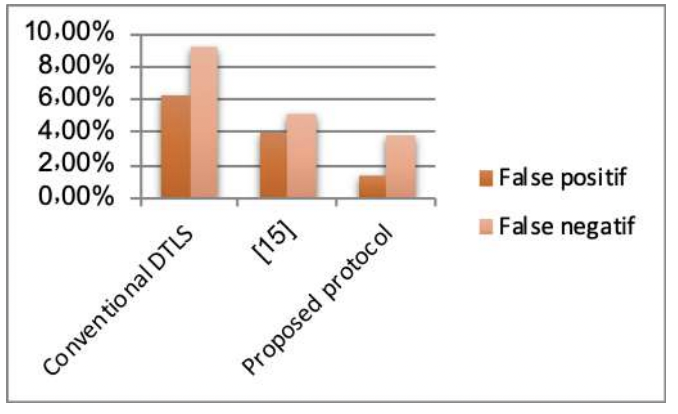 10,00%
8,00%
6,00%
4,00%
2,00%
0,00%
Conventional DTLS
[15]
Proposed protocol
False positif
False negatif